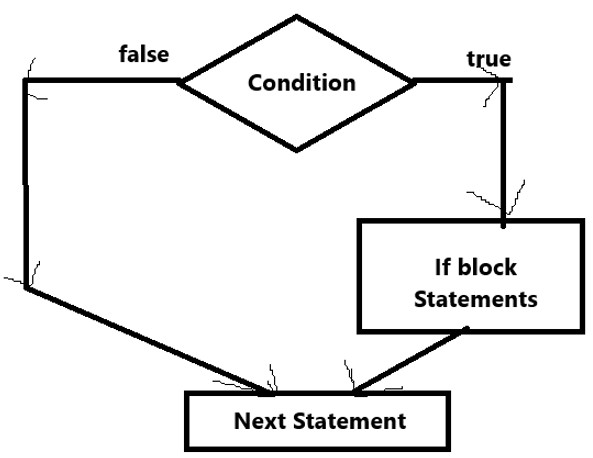 false
true
Condition
If block
Statements
Next Statement